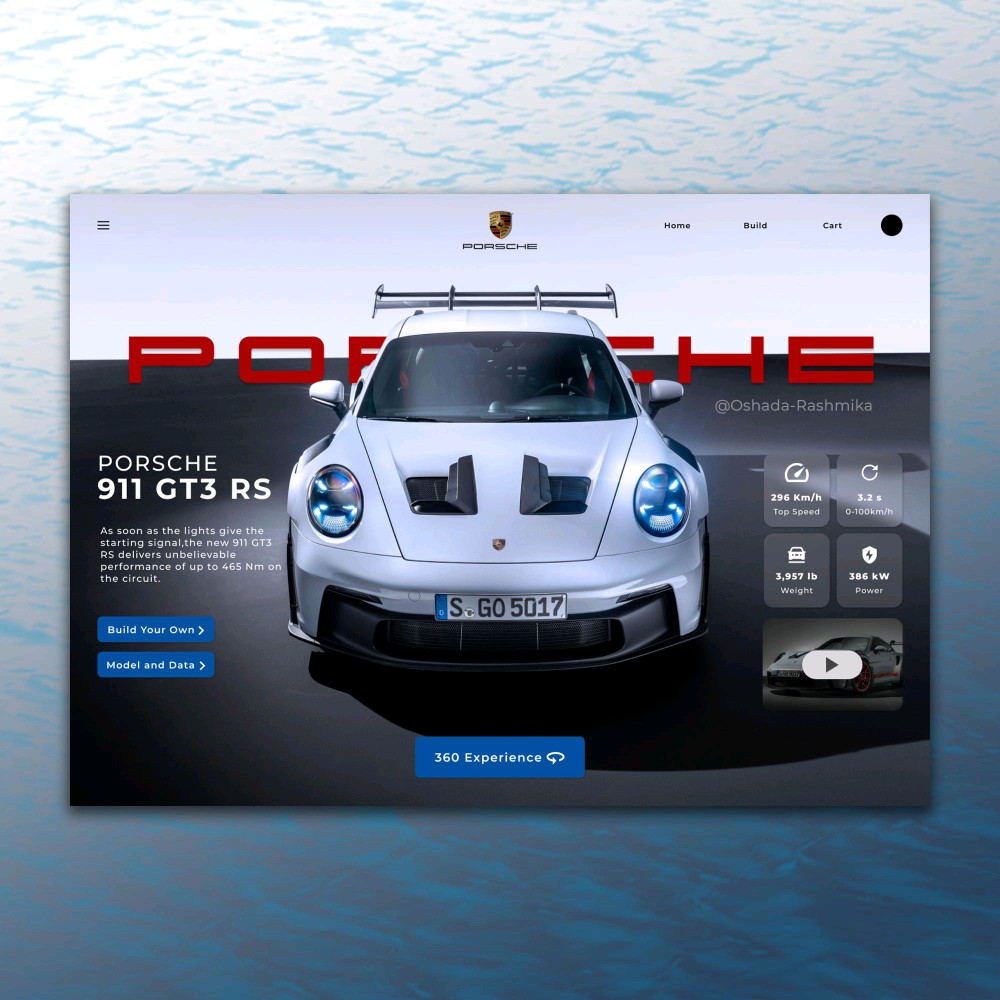 PORSCHE
Home Build Cart
PORSCHE
@Oshada-Rashmika
PORSCHE
911 GT3 RS
As soon as the lights give the
starting signal,the new 911 GT3
RS delivers unbelievable
performance of up to 465 Nm on
the circuit.
Build Your Own
Model and Data
296 Km/h
Top Speed
3.2 s
0-100km/h
3,957 lb
Weight
386 kW
Power
S GO 5017
360 Experience